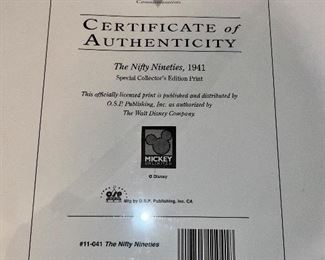 CERTIFICATE of
AUTHENTICITY
The Nifty Nineties, 1941
Special Collector's Edition Print
This officially licensed print is published and distributed by
O.S.P. Publishing, Inc. as authorized by
The Walt Disney Company.
MICKEY
UNLIMITED
© Disney
Mfg by O.S.P. Publishing, Inc. CA
#11-041 The Nifty Nineties